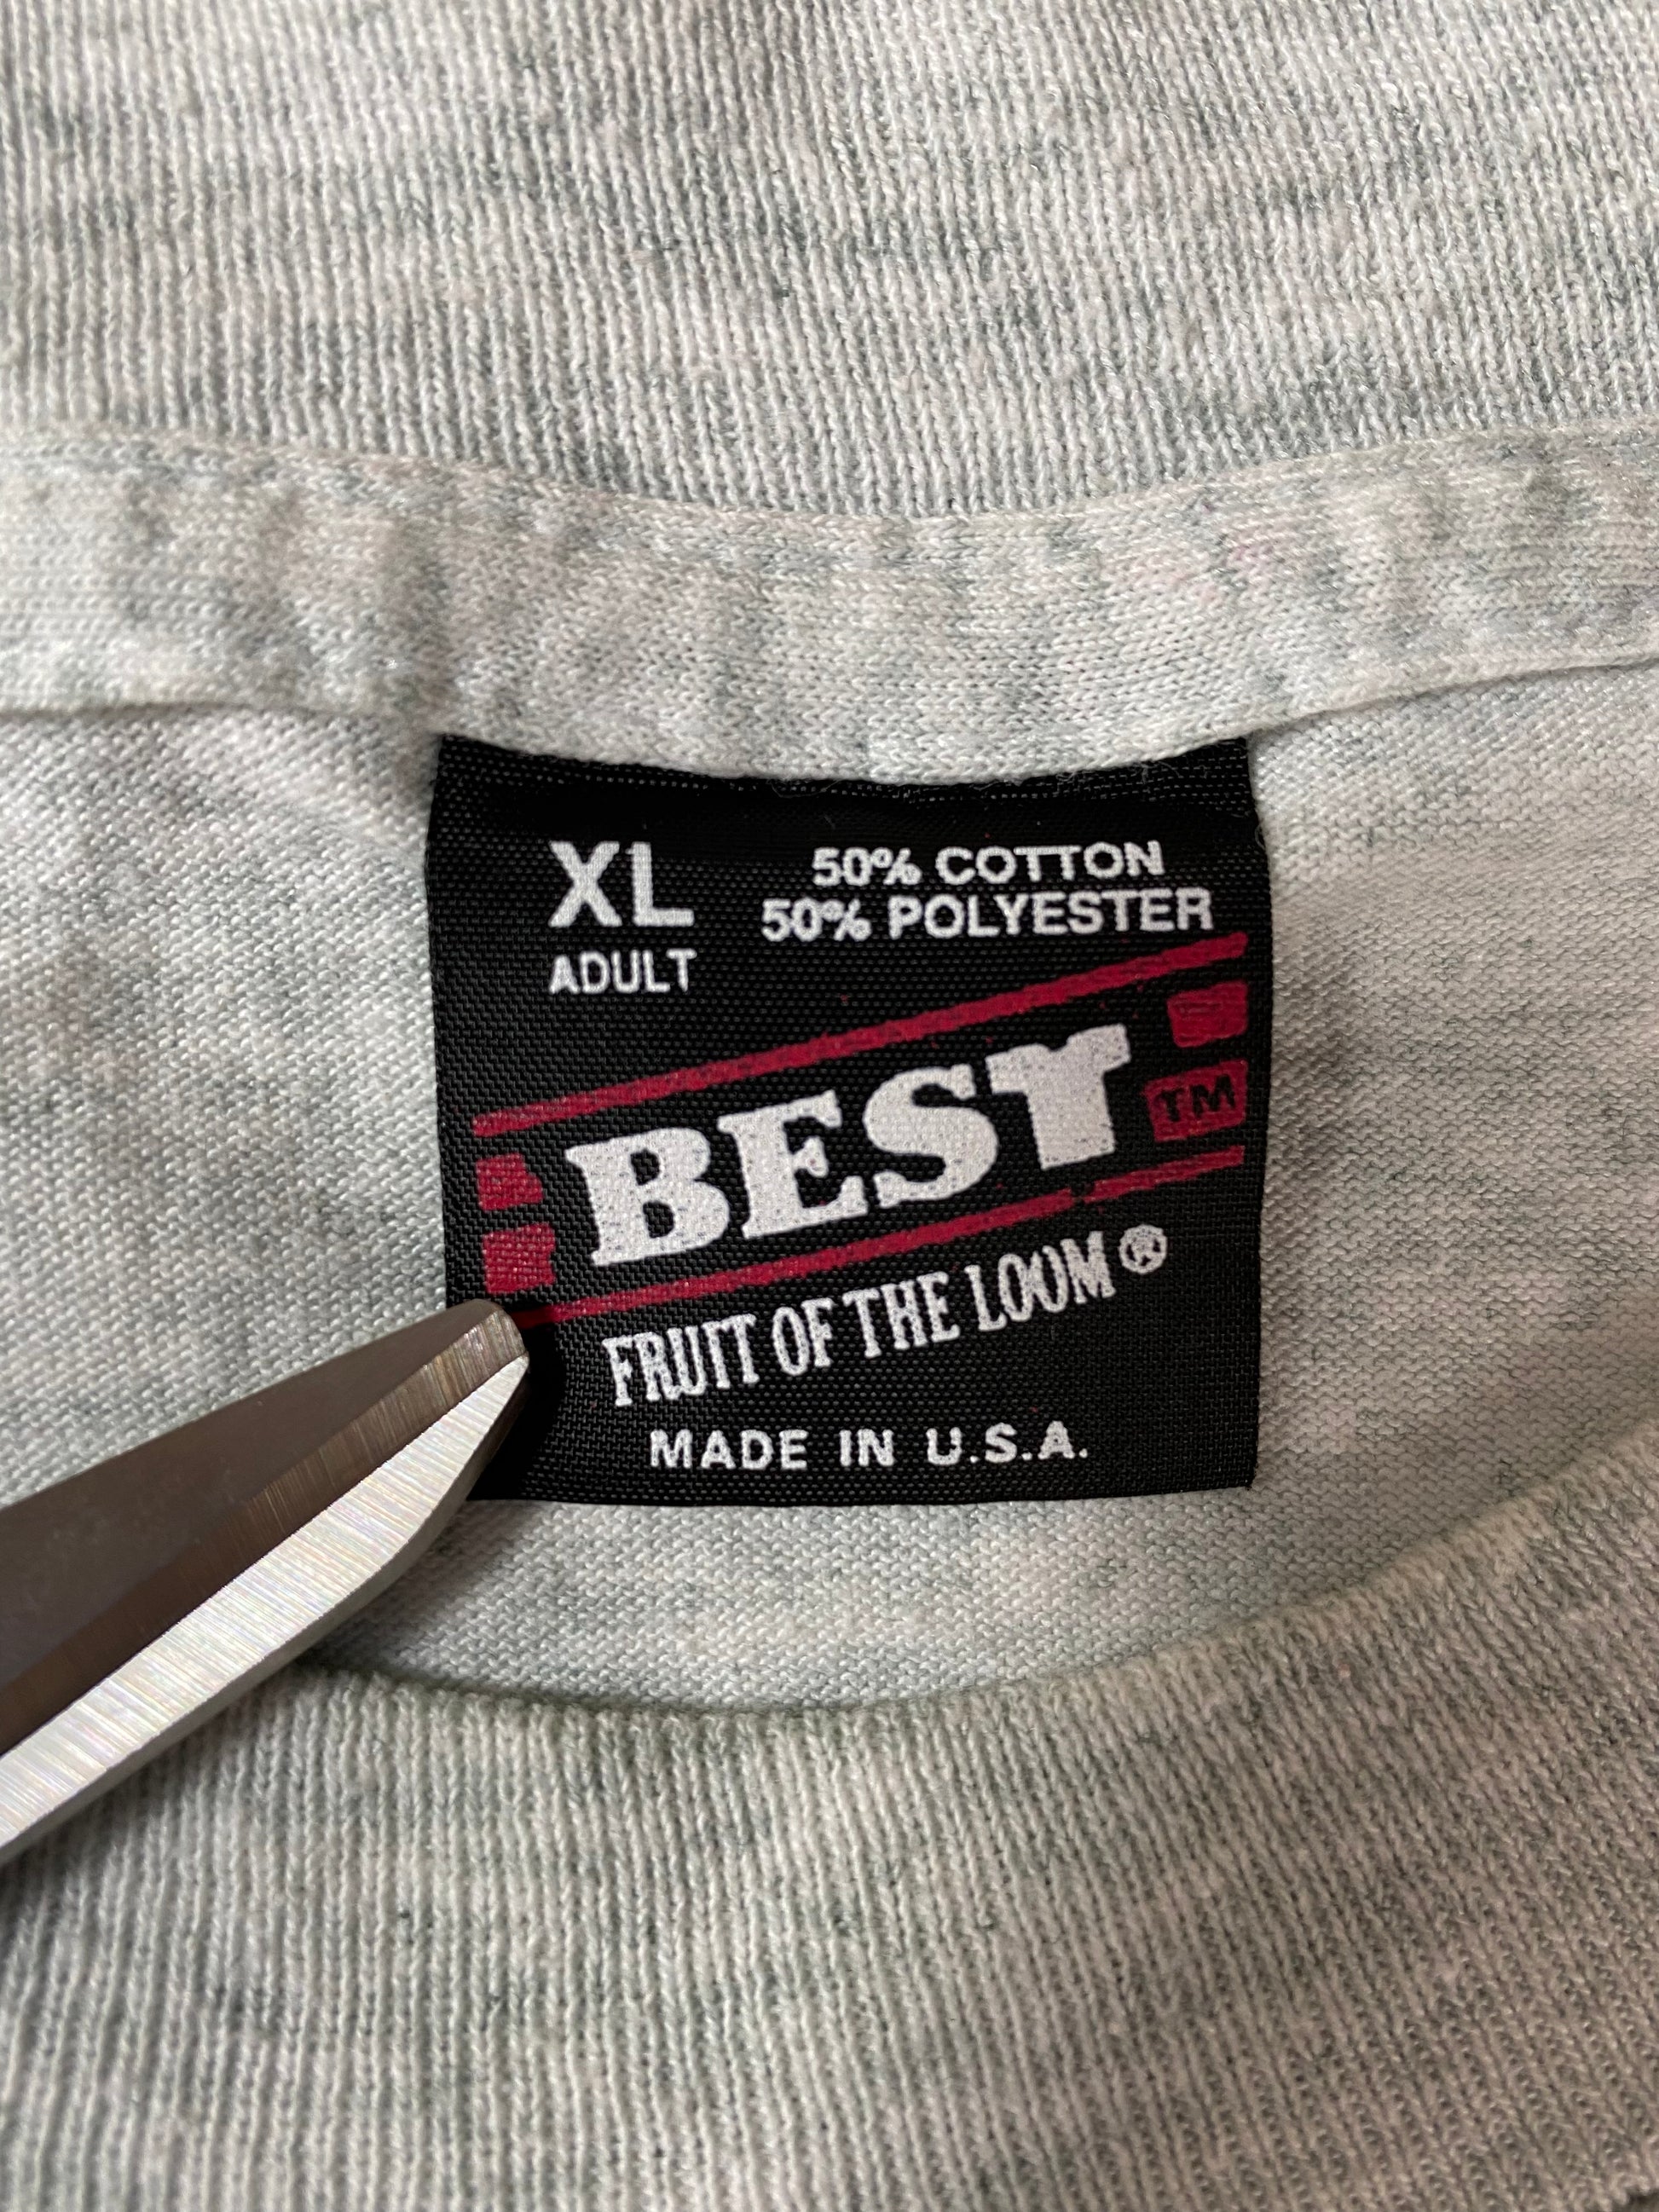 XL
ADULT
50% COTTON
50% POLYESTER
BEST
TM
FRUIT OF THE LOOM®
MADE IN U.S.A.